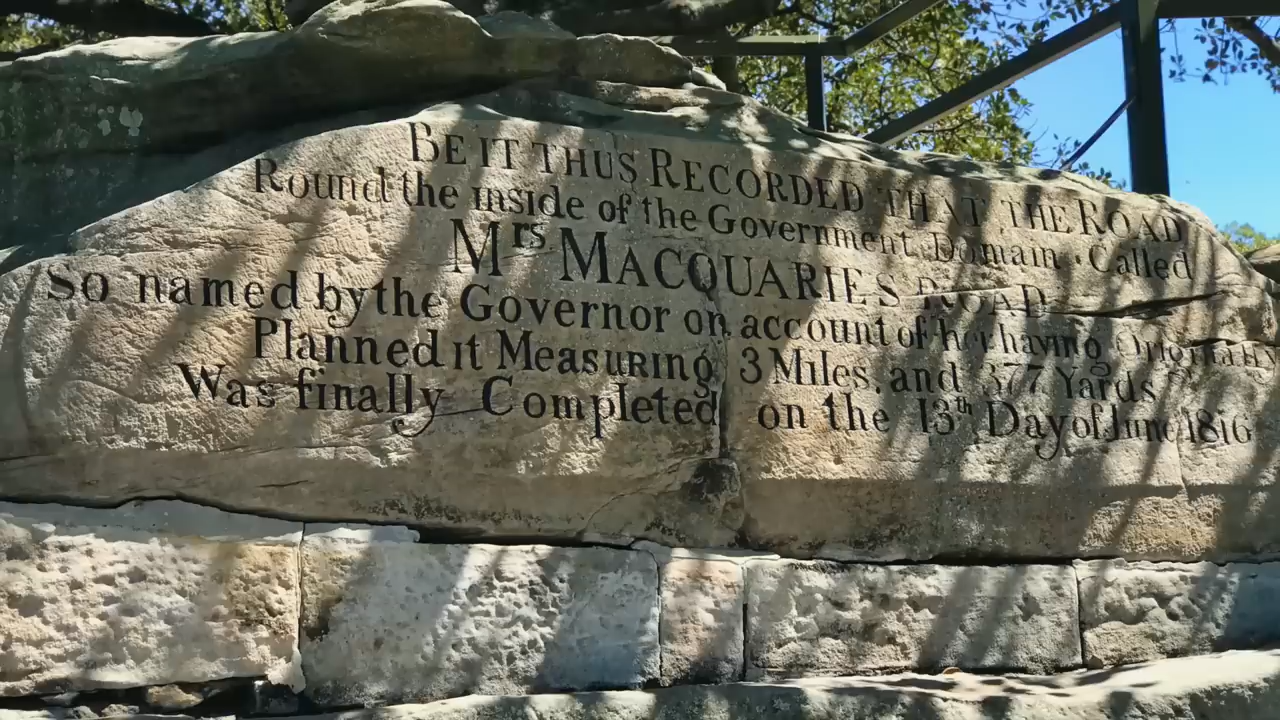 BE IT THUS RECORDED THAT THE ROAD
Round the inside of the Government Domain . Called
Mrs MACQUARIES ROAD
So named by the Governor on account of her having Originally
Planned it Measuring 3 Miles, and 377 Yards
Was finally Completed on the 13th Day of June 1816